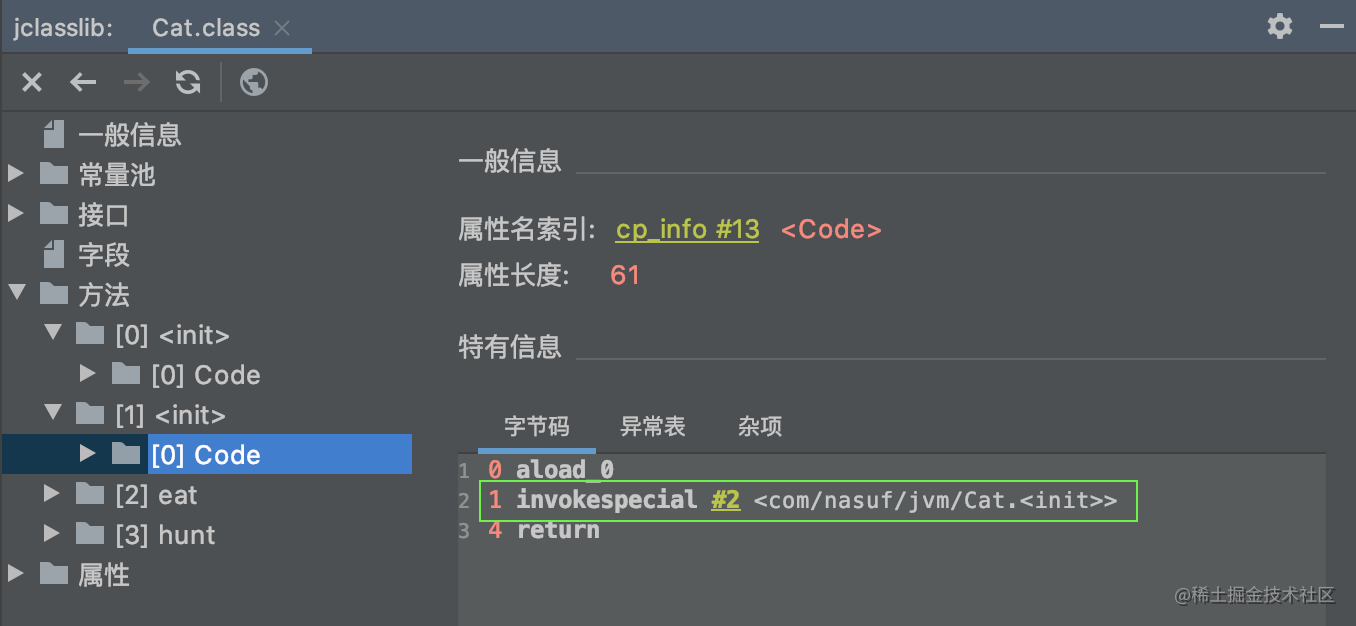 jclasslib: Cat.class
一般信息
常量池
接口
字段
方法
[0] <init>
[0] Code
[1] <init>
[0] Code
[2] eat
[3] hunt
属性
一般信息
属性名索引: cp_info #13 <Code>
属性长度: 61
特有信息
字节码 异常表 杂项
1 0 aload_0
2 1 invokespecial #2 <com/nasuf/jvm/Cat.<init>>
3 4 return
@稀土掘金技术社区